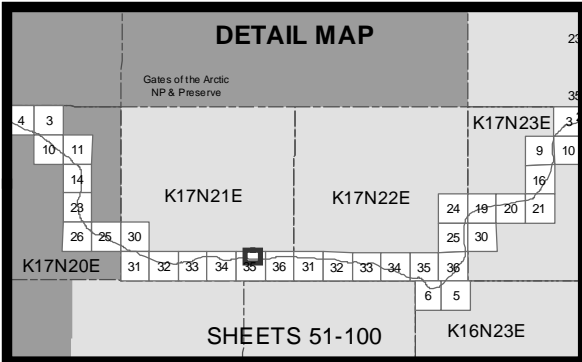 DETAIL MAP
23
Gates of the Arctic
NP & Preserve
35
4 3
K17N23E 3
10 11
9 10
14
16
K17N21E
K17N22E
23
24 19 20 21
26 25 30
25 30
K17N20E
31 32 33 34 35 36 31 32 33 34 35 36
6 5
SHEETS 51-100
K16N23E